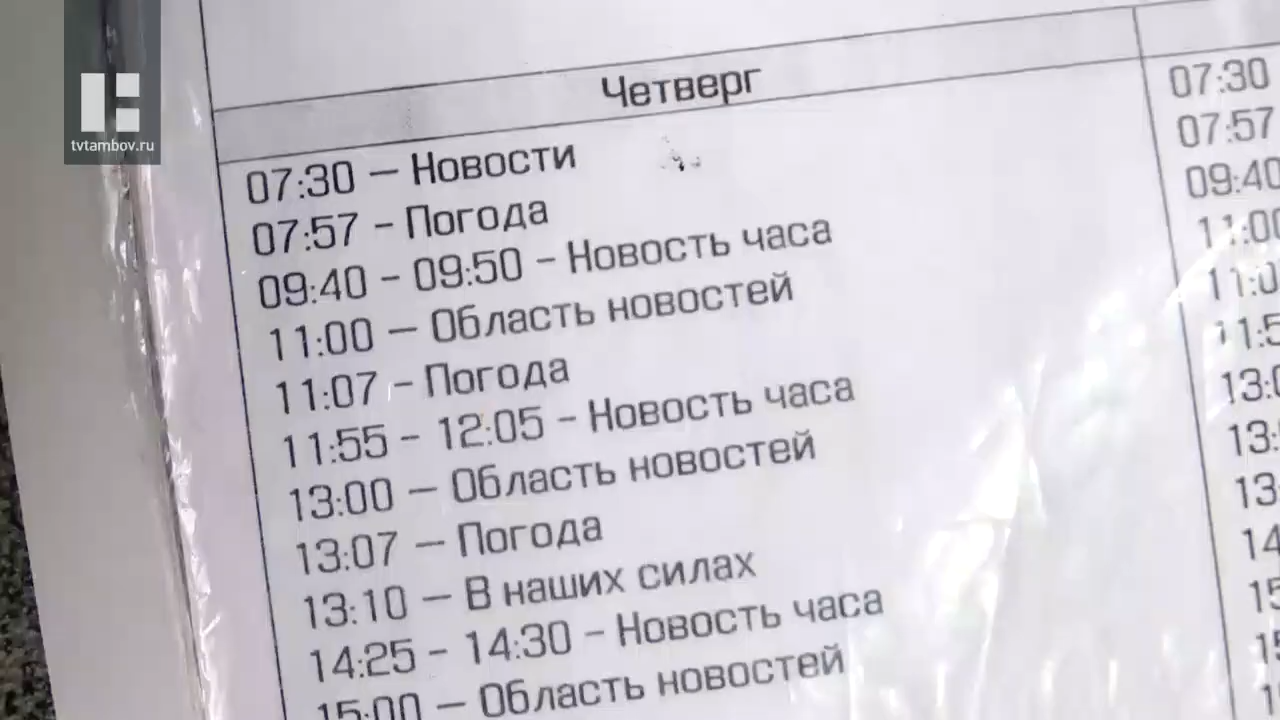 tvtambov.ru
Четверг
07:30 — Новости
07:57 - Погода
09:40 - 09:50 - Новость часа
11:00 — Область новостей
11:07 - Погода
11:55 - 12:05 - Новость часа
13:00 — Область новостей
13:07 — Погода
13:10 — В наших силах
14:25 - 14:30 - Новость часа
15:00 — Область новостей
07:30
07:57
09:40
11:00